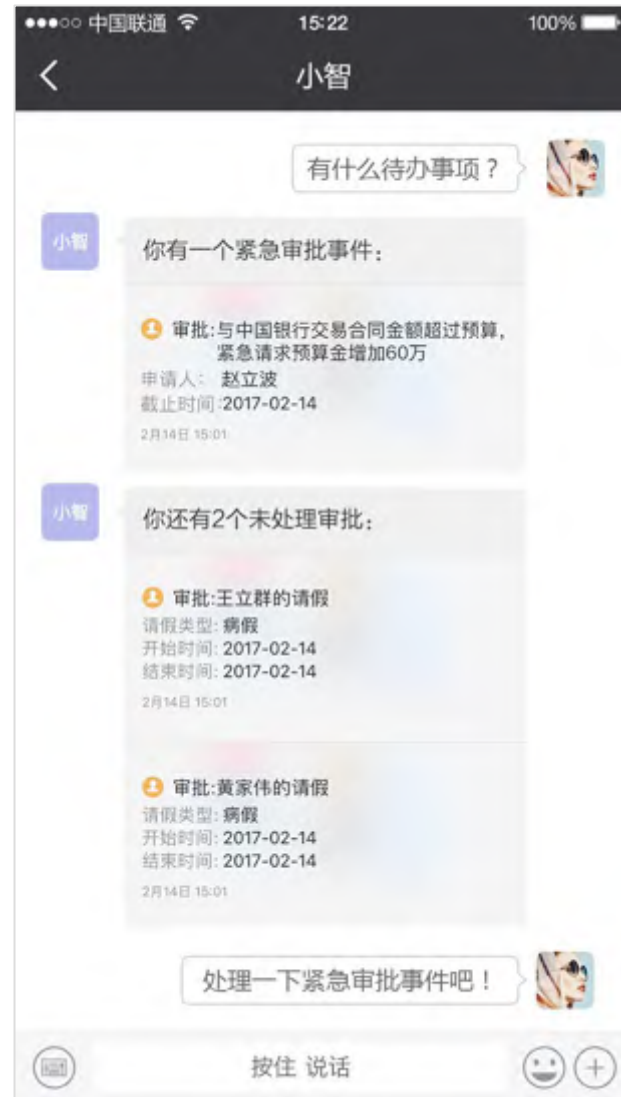 中国联通 15:22 100%
小智
有什么待办事项？
小智
你有一个紧急审批事件：
审批:与中国银行交易合同金额超过预算，
紧急请求预算金增加60万
申请人： 赵立波
截止时间:2017-02-14
2月14日 15:01
小智
你还有2个未处理审批：
审批:王立群的请假
请假类型:病假
开始时间:2017-02-14
结束时间:2017-02-14
2月14日 15:01
审批:黄家伟的请假
请假类型:病假
开始时间:2017-02-14
结束时间:2017-02-14
2月14日 15:01
处理一下紧急审批事件吧！
按住 说话